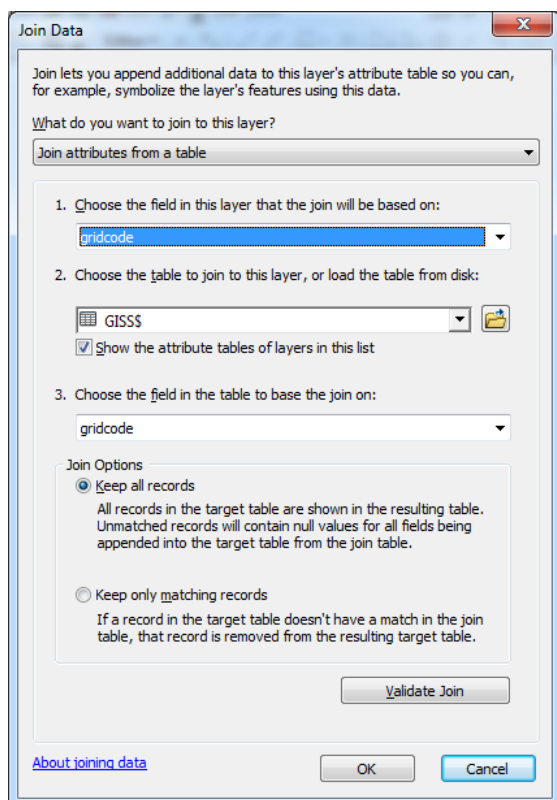 Join Data
Join lets you append additional data to this layer's attribute table so you can,
for example, symbolize the layer's features using this data.
What do you want to join to this layer?
Join attributes from a table
1. Choose the field in this layer that the join will be based on:
gridcode
2. Choose the table to join to this layer, or load the table from disk:
GISS$
Show the attribute tables of layers in this list
3. Choose the field in the table to base the join on:
gridcode
Join Options
Keep all records
All records in the target table are shown in the resulting table.
Unmatched records will contain null values for all fields being
appended into the target table from the join table.
Keep only matching records
If a record in the target table doesn't have a match in the join
table, that record is removed from the resulting target table.
Validate Join
About joining data
OK
Cancel